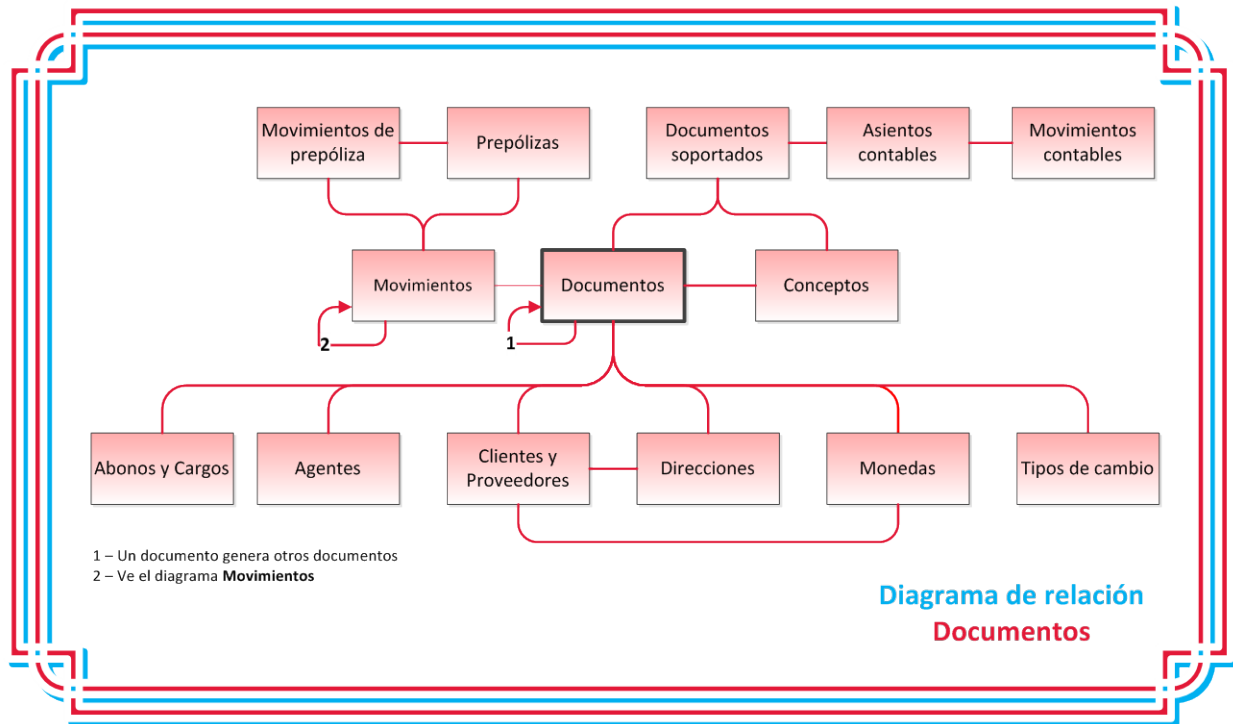 Movimientos de
prepóliza
Prepólizas
Documentos
soportados
Asientos
contables
Movimientos
contables
Movimientos
Documentos
Conceptos
2
1
Abonos y Cargos
Agentes
Clientes y
Proveedores
Direcciones
Monedas
Tipos de cambio
1 – Un documento genera otros documentos
2 – Ve el diagrama Movimientos
Diagrama de relación
Documentos